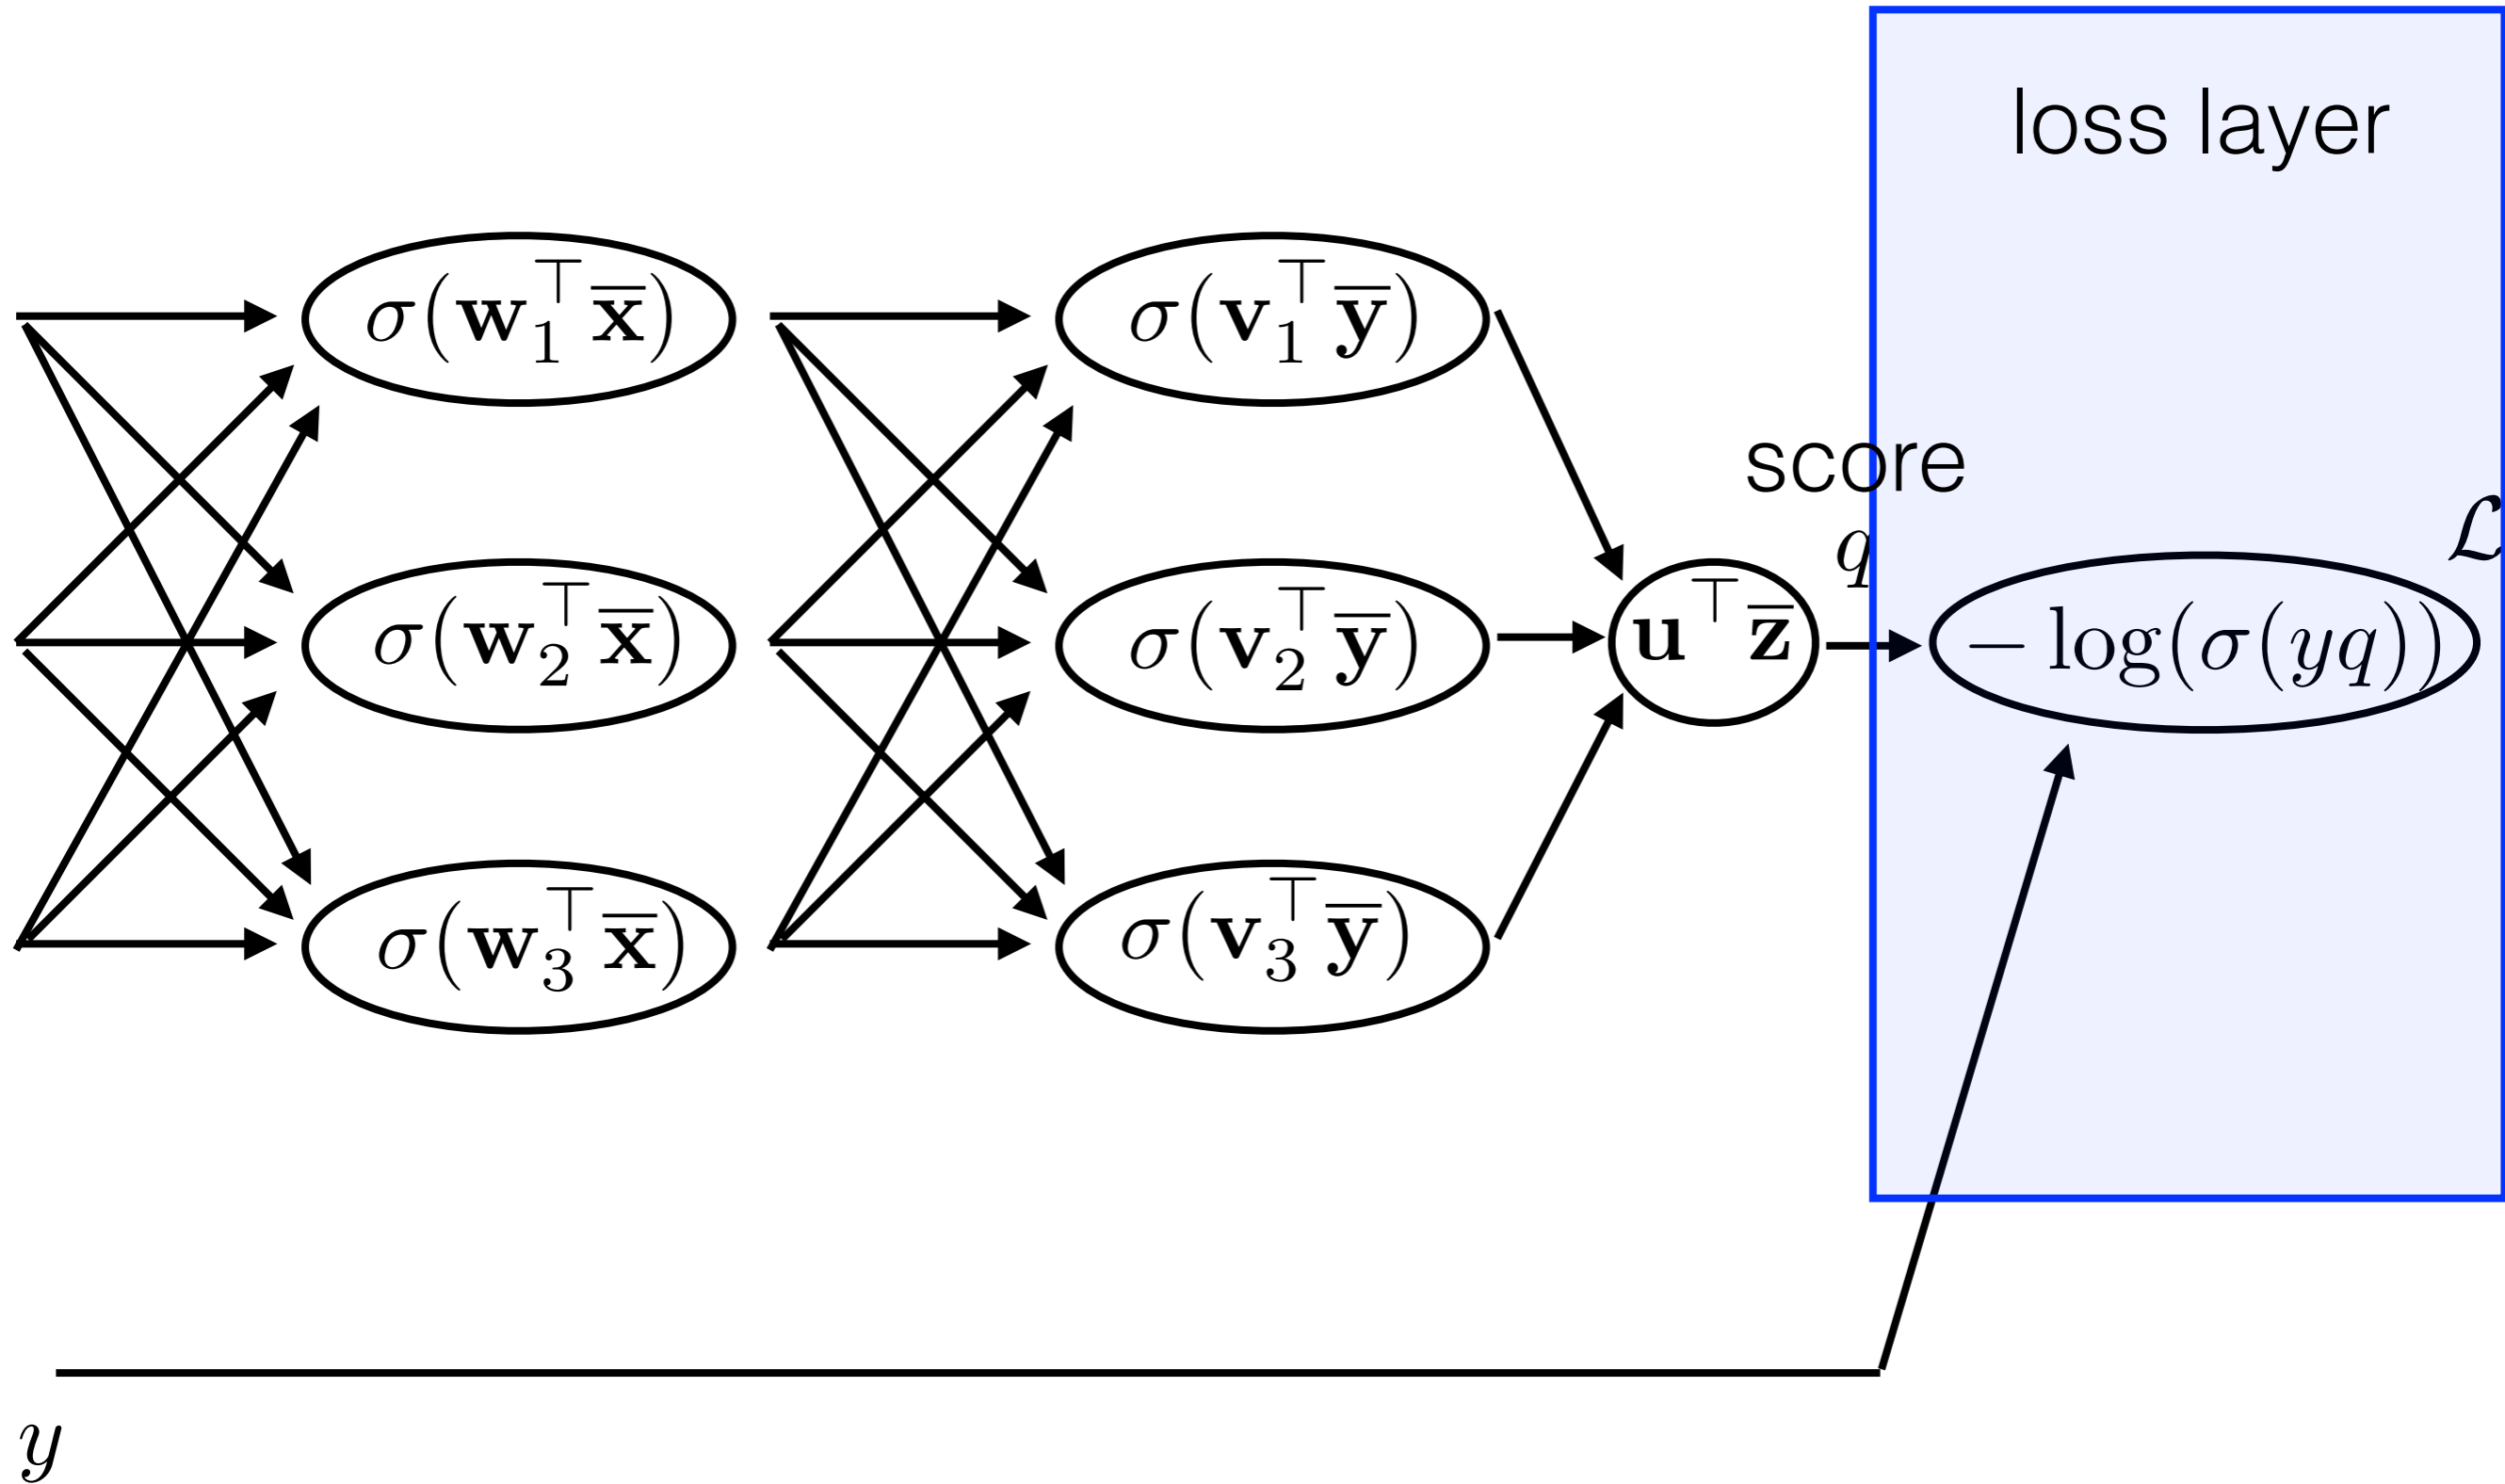 loss layer
σ(𝐰₁^⊤ x̅)
σ(𝐯₁^⊤ y̅)
score
q
ℒ
σ(𝐰₂^⊤ x̅)
σ(𝐯₂^⊤ y̅)
𝐮^⊤ z̅
− log(σ(yq))
σ(𝐰₃^⊤ x̅)
σ(𝐯₃^⊤ y̅)
y